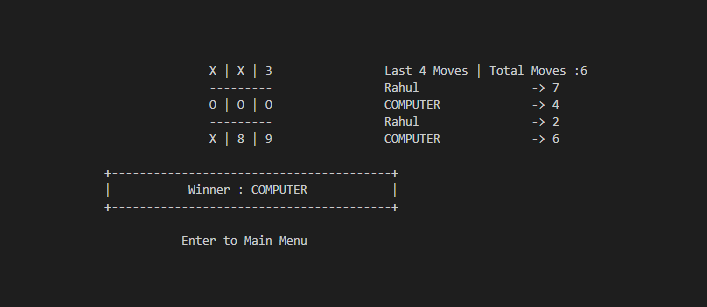 X | X | 3 Last 4 Moves | Total Moves :6
--------- Rahul -> 7
O | O | O COMPUTER -> 4
--------- Rahul -> 2
X | 8 | 9 COMPUTER -> 6
+----------------------------------------+
| Winner : COMPUTER |
+----------------------------------------+
Enter to Main Menu